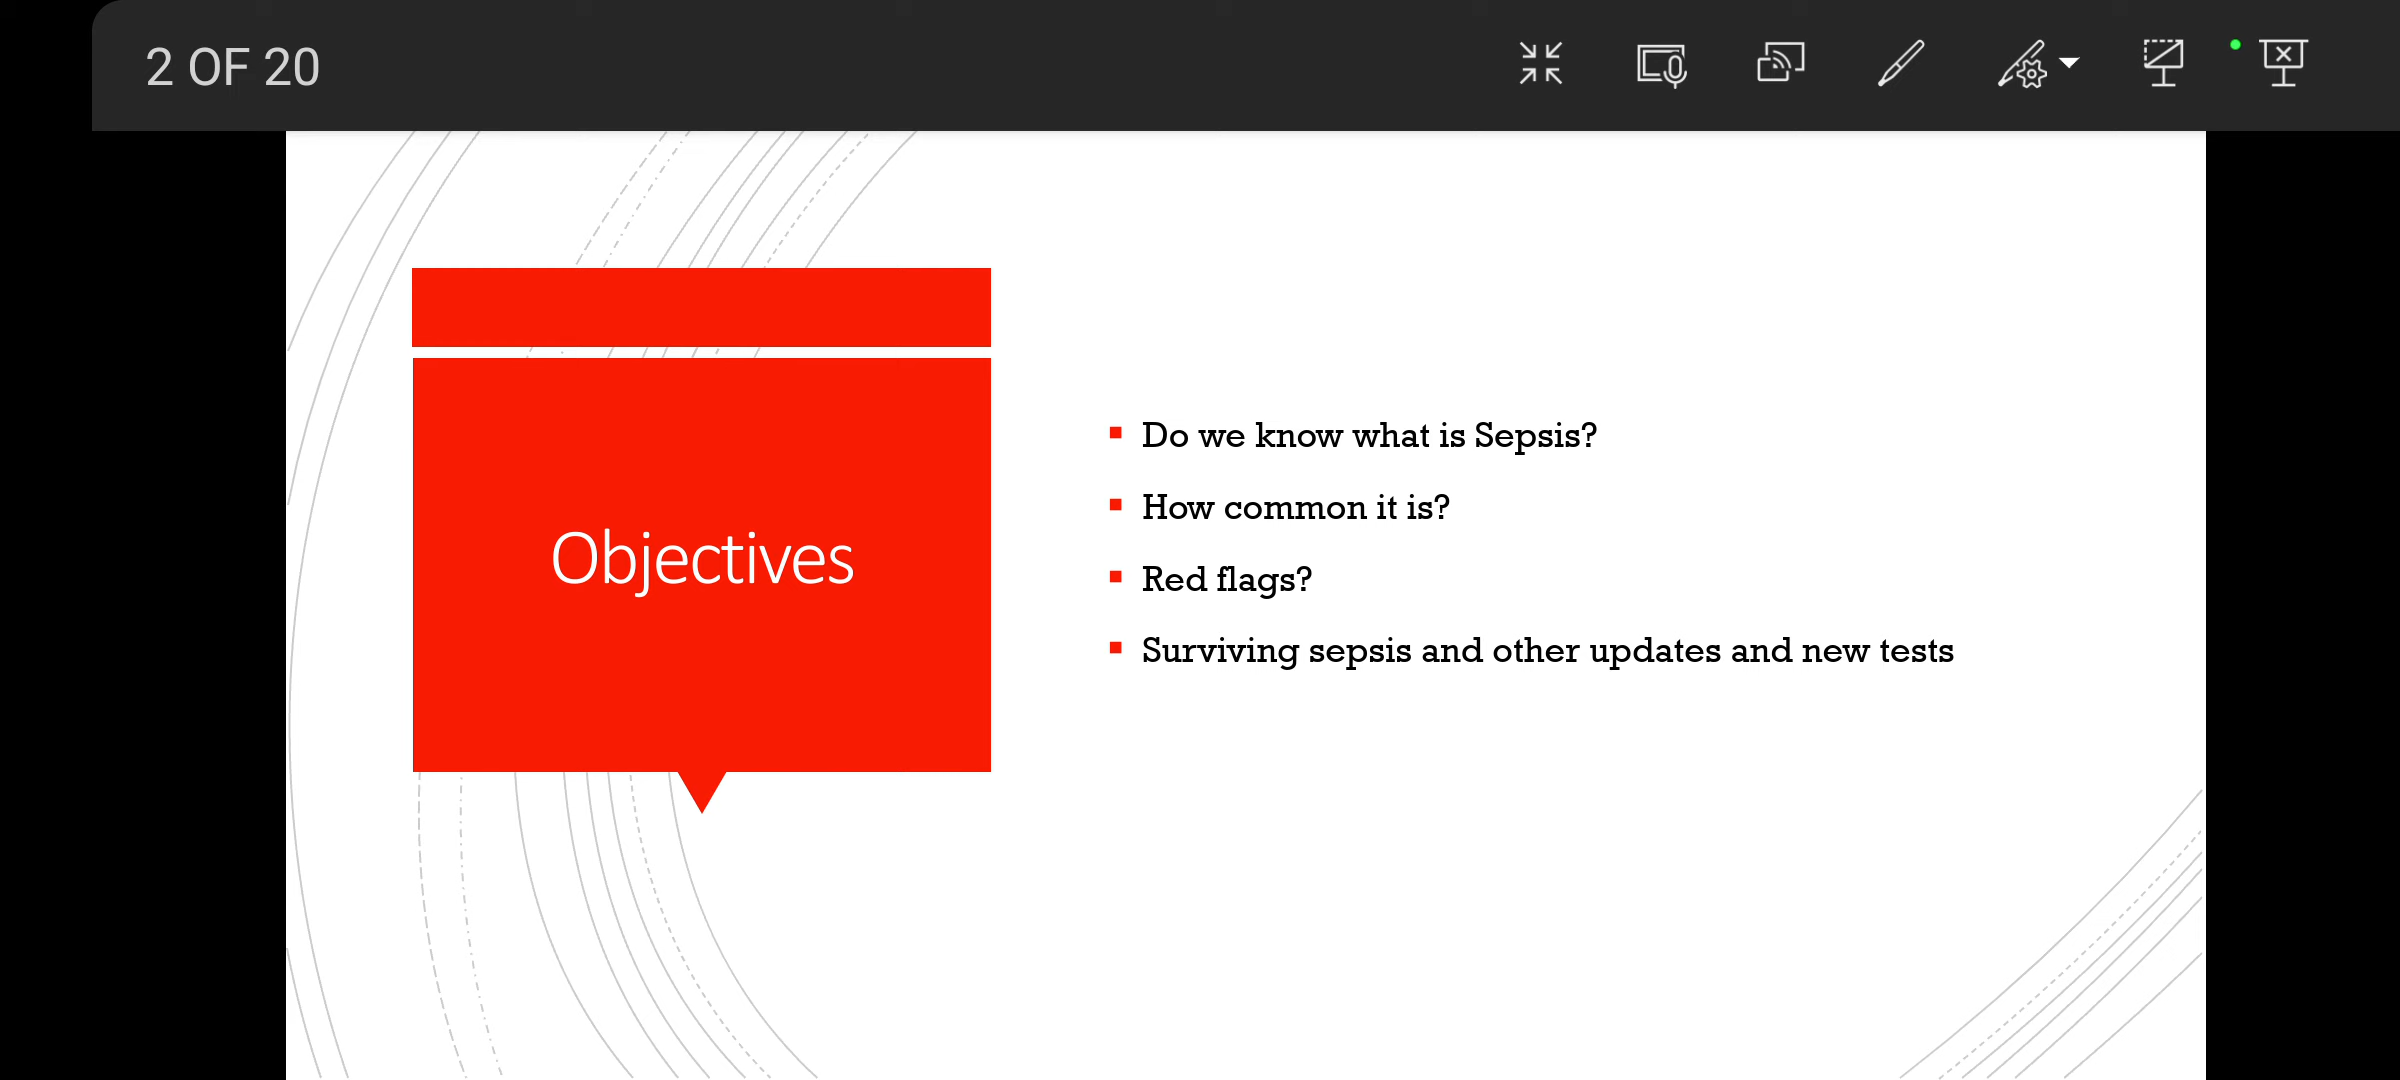 2 OF 20
Objectives
Do we know what is Sepsis?
How common it is?
Red flags?
Surviving sepsis and other updates and new tests